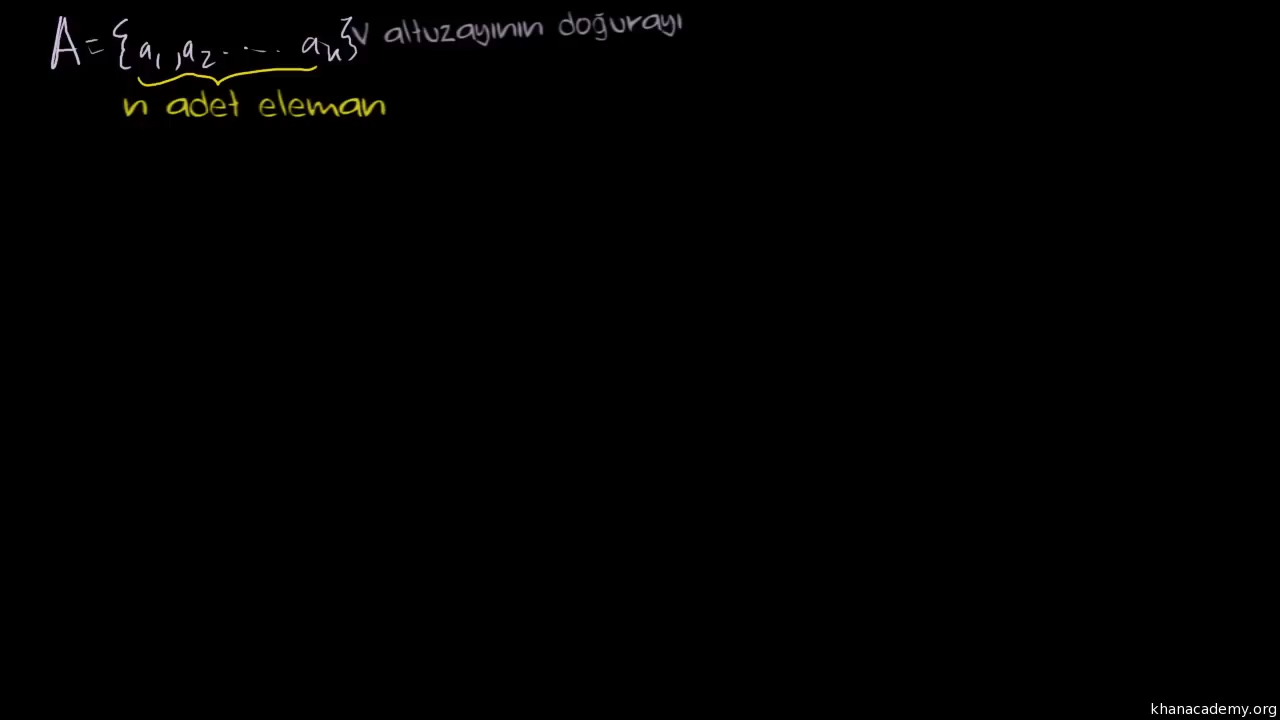 A = {a₁, a₂ ..... aₙ} V altuzayının doğurayı
n adet eleman
khanacademy.org